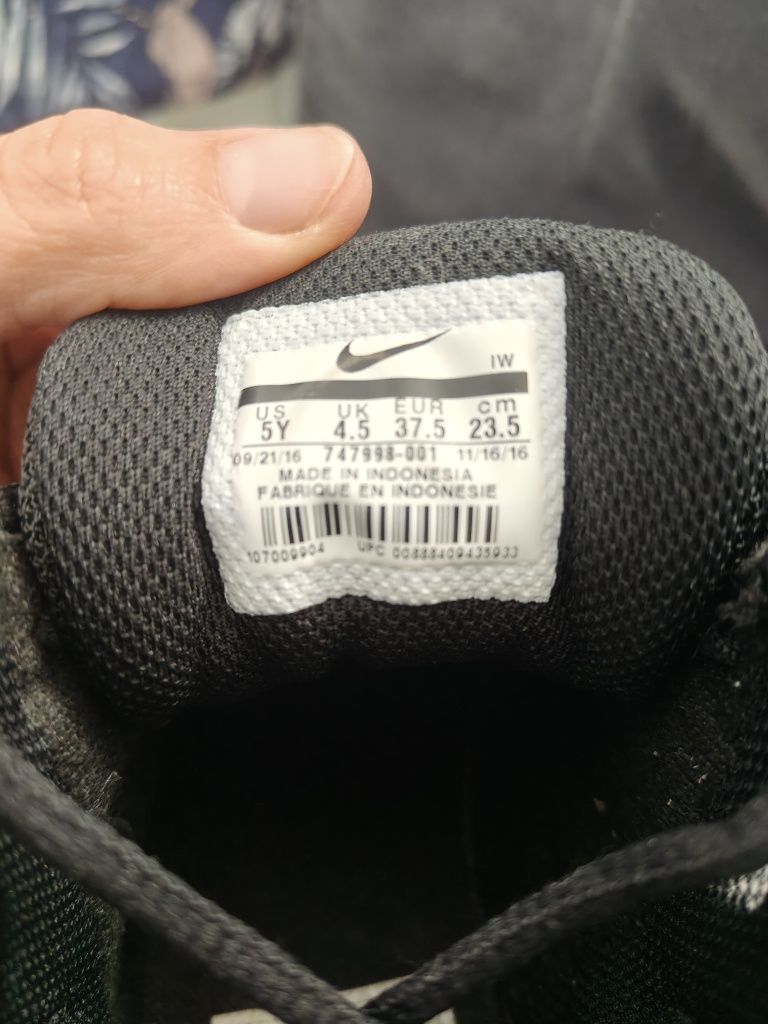 IW
US UK EUR cm
5Y 4.5 37.5 23.5
09/21/16 747998-001 11/16/16
MADE IN INDONESIA
FABRIQUE EN INDONESIE
107009904 UPC 00888409435933